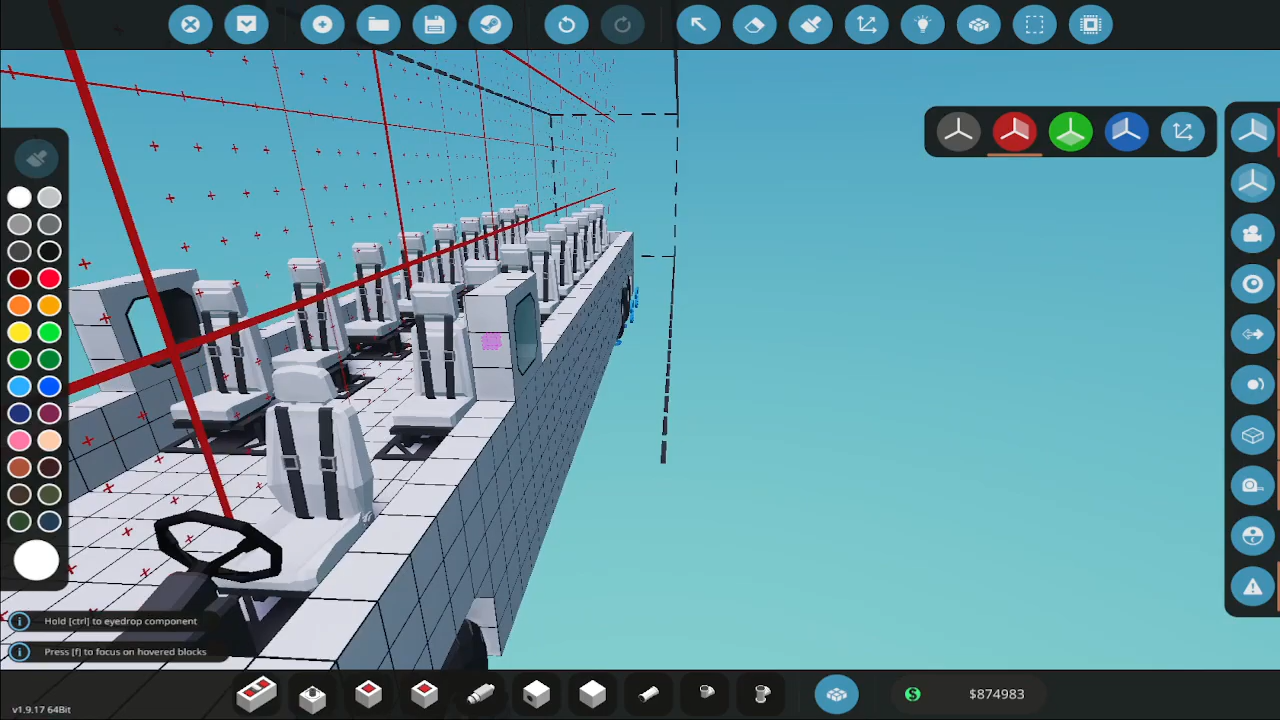 Hold [ctrl] to eyedrop component
Press [f] to focus on hovered blocks
v1.9.17 64Bit
$874983